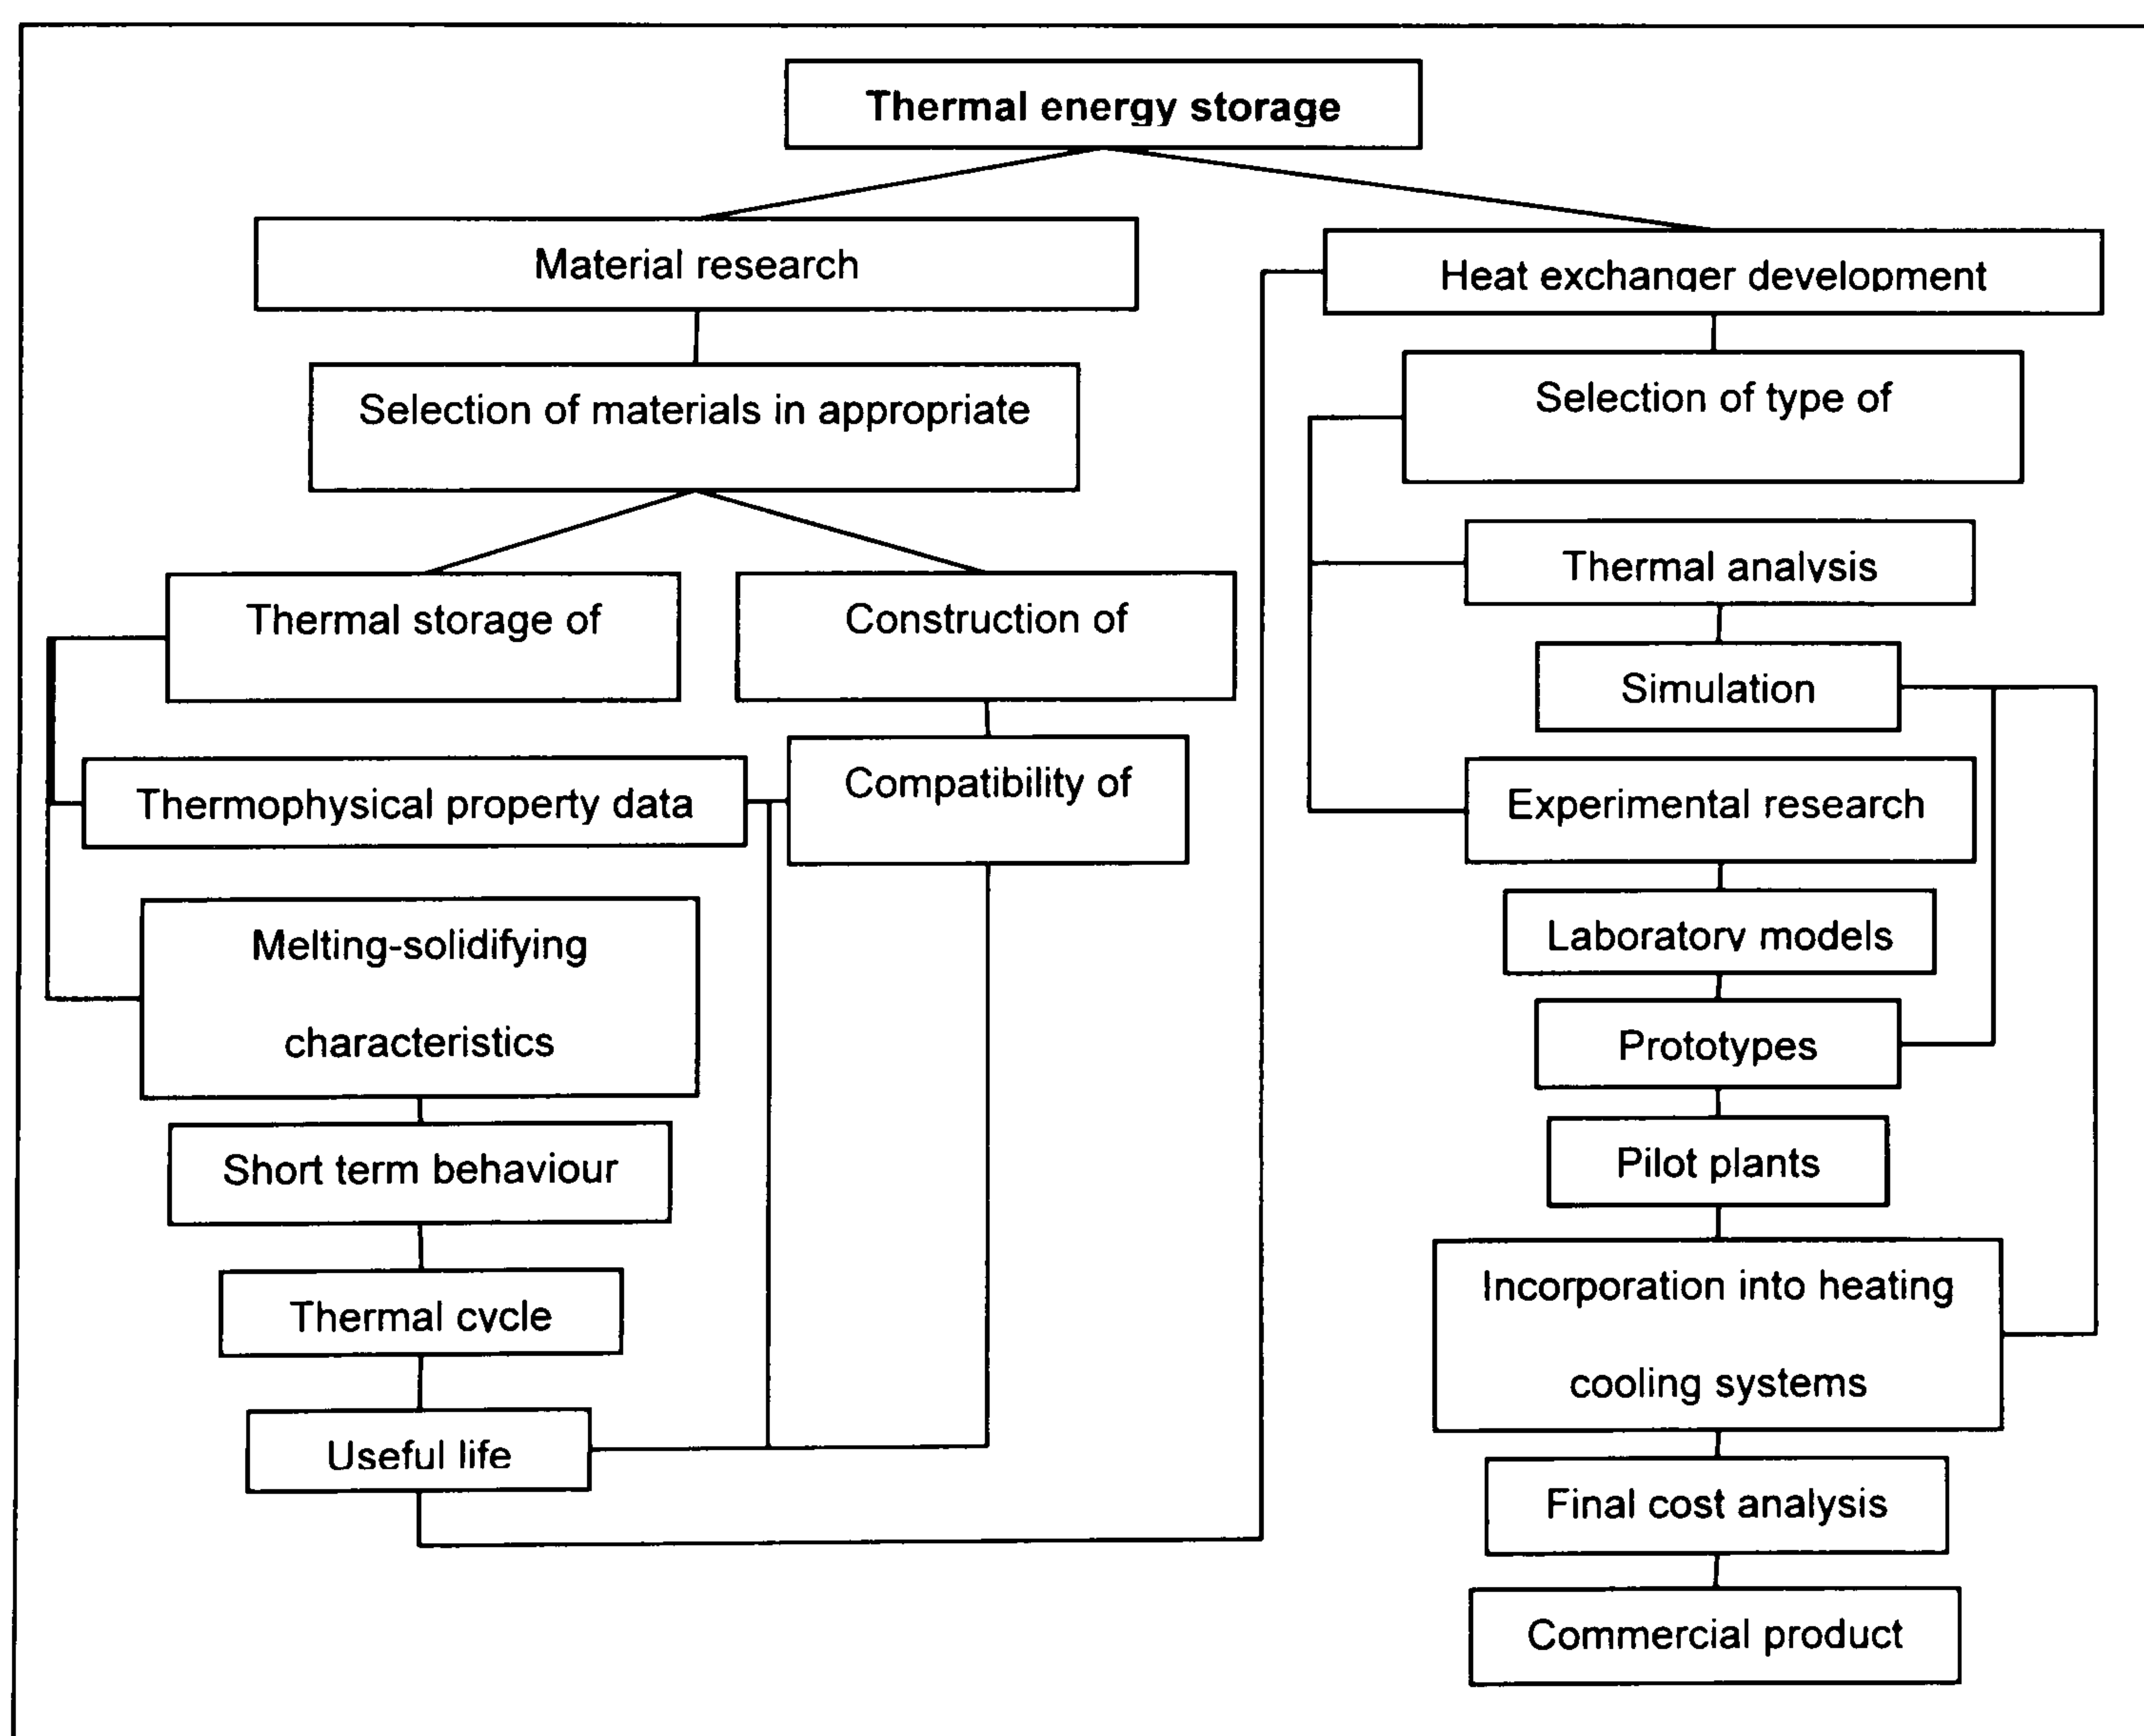 Thermal energy storage
Material research
Selection of materials in appropriate
Thermal storage of
Construction of
Thermophysical property data
Compatibility of
Melting-solidifying
characteristics
Short term behaviour
Thermal cycle
Useful life
Heat exchanger development
Selection of type of
Thermal analysis
Simulation
Experimental research
Laboratory models
Prototypes
Pilot plants
Incorporation into heating
cooling systems
Final cost analysis
Commercial product